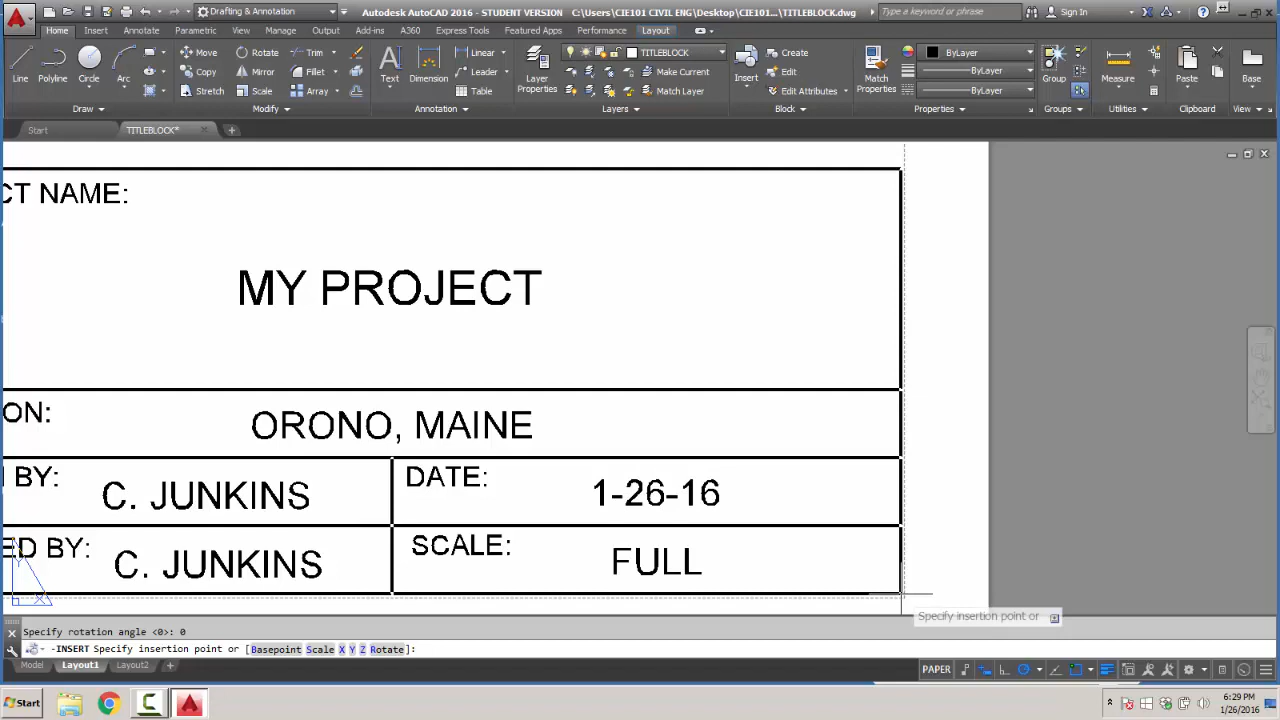 Drafting & Annotation
Autodesk AutoCAD 2016 - STUDENT VERSION C:\Users\CIE101 CIVIL ENG\Desktop\CIE101...\TITLEBLOCK.dwg
Type a keyword or phrase
Sign In
Home Insert Annotate Parametric View Manage Output Add-ins A360 Express Tools Featured Apps Performance Layout
Line Polyline Circle Arc
Move Rotate Trim
Copy Mirror Fillet
Stretch Scale Array
Text Dimension
Linear
Leader
Table
Layer Properties
TITLEBLOCK
Make Current
Match Layer
Insert
Create
Edit
Edit Attributes
Match Properties
ByLayer
ByLayer
ByLayer
Group
Measure
Paste
Base
Draw Modify Annotation Layers Block Properties Groups Utilities Clipboard View
Start TITLEBLOCK*
CT NAME:
MY PROJECT
ON:
ORONO, MAINE
BY:
C. JUNKINS
DATE:
1-26-16
ED BY:
C. JUNKINS
SCALE:
FULL
Y
X
Specify insertion point or
Specify rotation angle <0>: 0
-INSERT Specify insertion point or [Basepoint Scale X Y Z Rotate]:
Model Layout1 Layout2
PAPER
Start
6:29 PM
1/26/2016